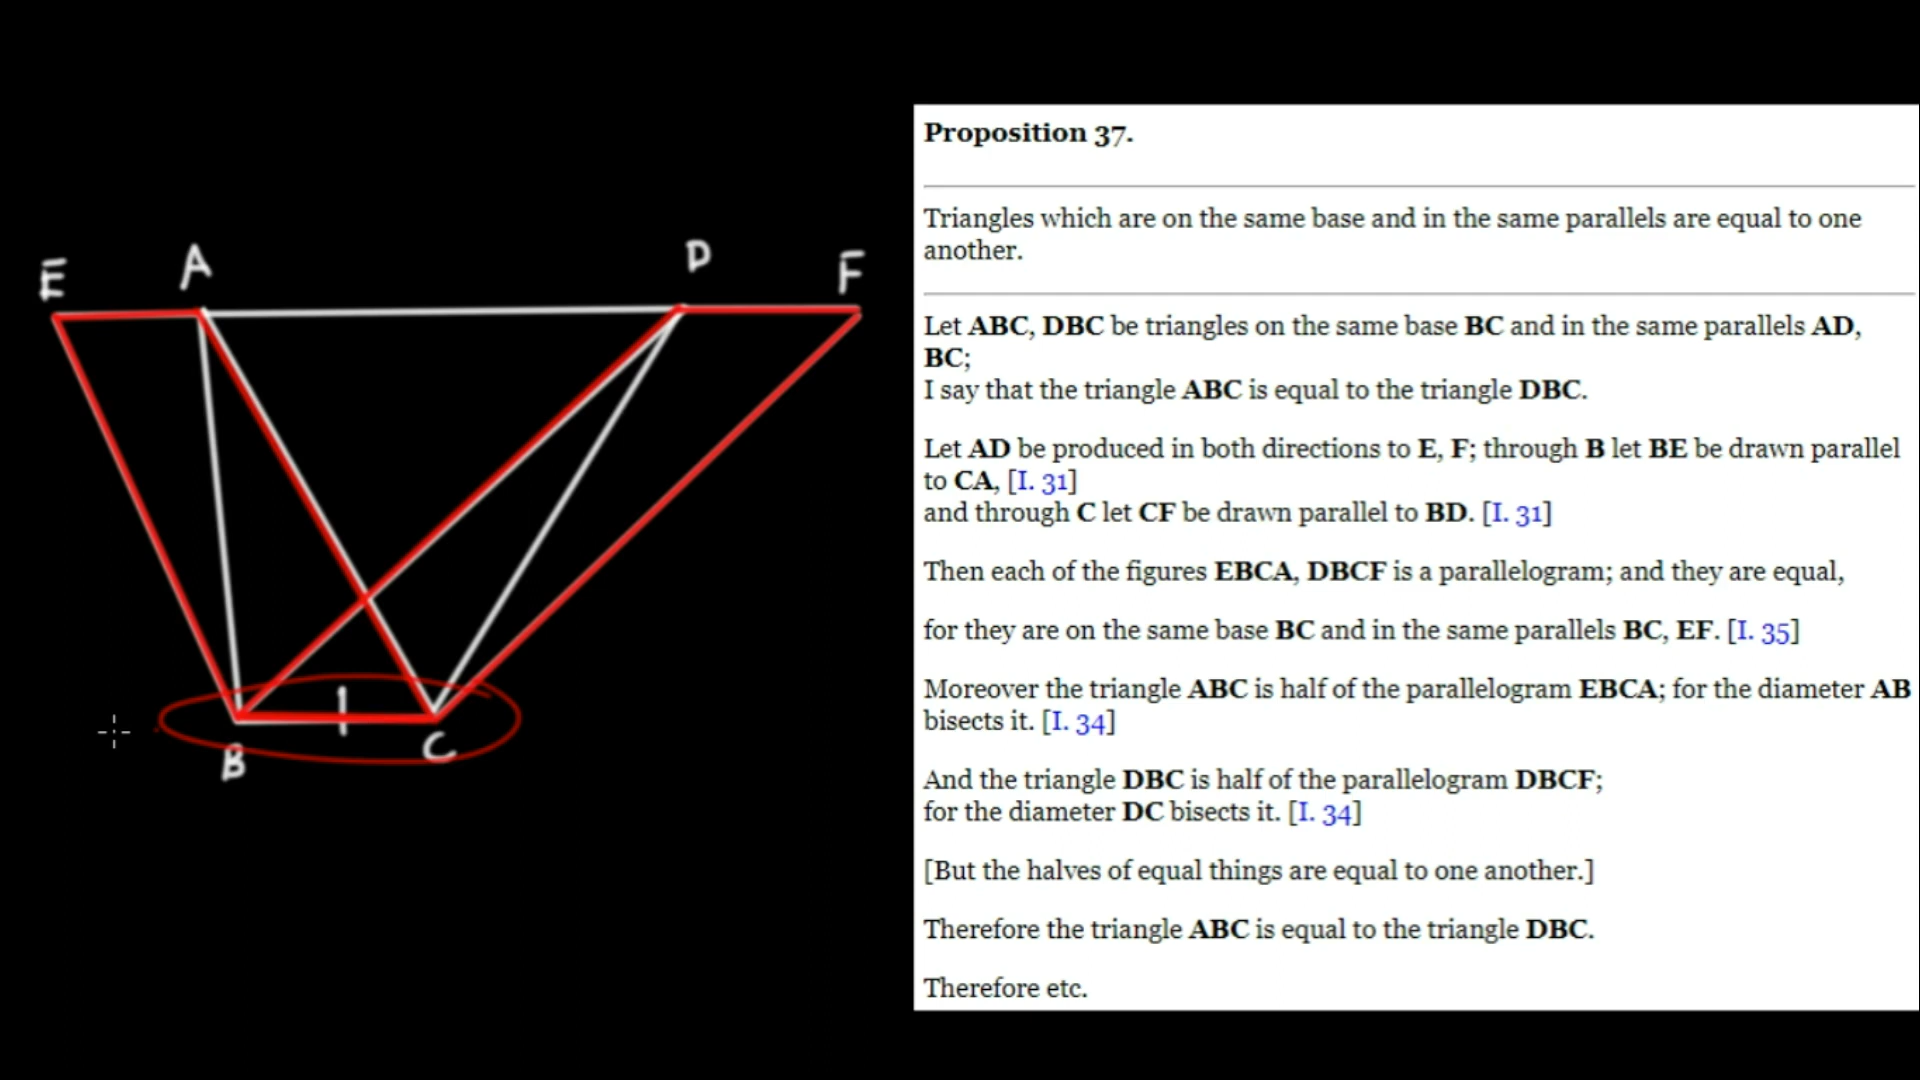 E A D F
B C
Proposition 37.
Triangles which are on the same base and in the same parallels are equal to one
another.
Let ABC, DBC be triangles on the same base BC and in the same parallels AD,
BC;
I say that the triangle ABC is equal to the triangle DBC.
Let AD be produced in both directions to E, F; through B let BE be drawn parallel
to CA, [I. 31]
and through C let CF be drawn parallel to BD. [I. 31]
Then each of the figures EBCA, DBCF is a parallelogram; and they are equal,
for they are on the same base BC and in the same parallels BC, EF. [I. 35]
Moreover the triangle ABC is half of the parallelogram EBCA; for the diameter AB
bisects it. [I. 34]
And the triangle DBC is half of the parallelogram DBCF;
for the diameter DC bisects it. [I. 34]
[But the halves of equal things are equal to one another.]
Therefore the triangle ABC is equal to the triangle DBC.
Therefore etc.